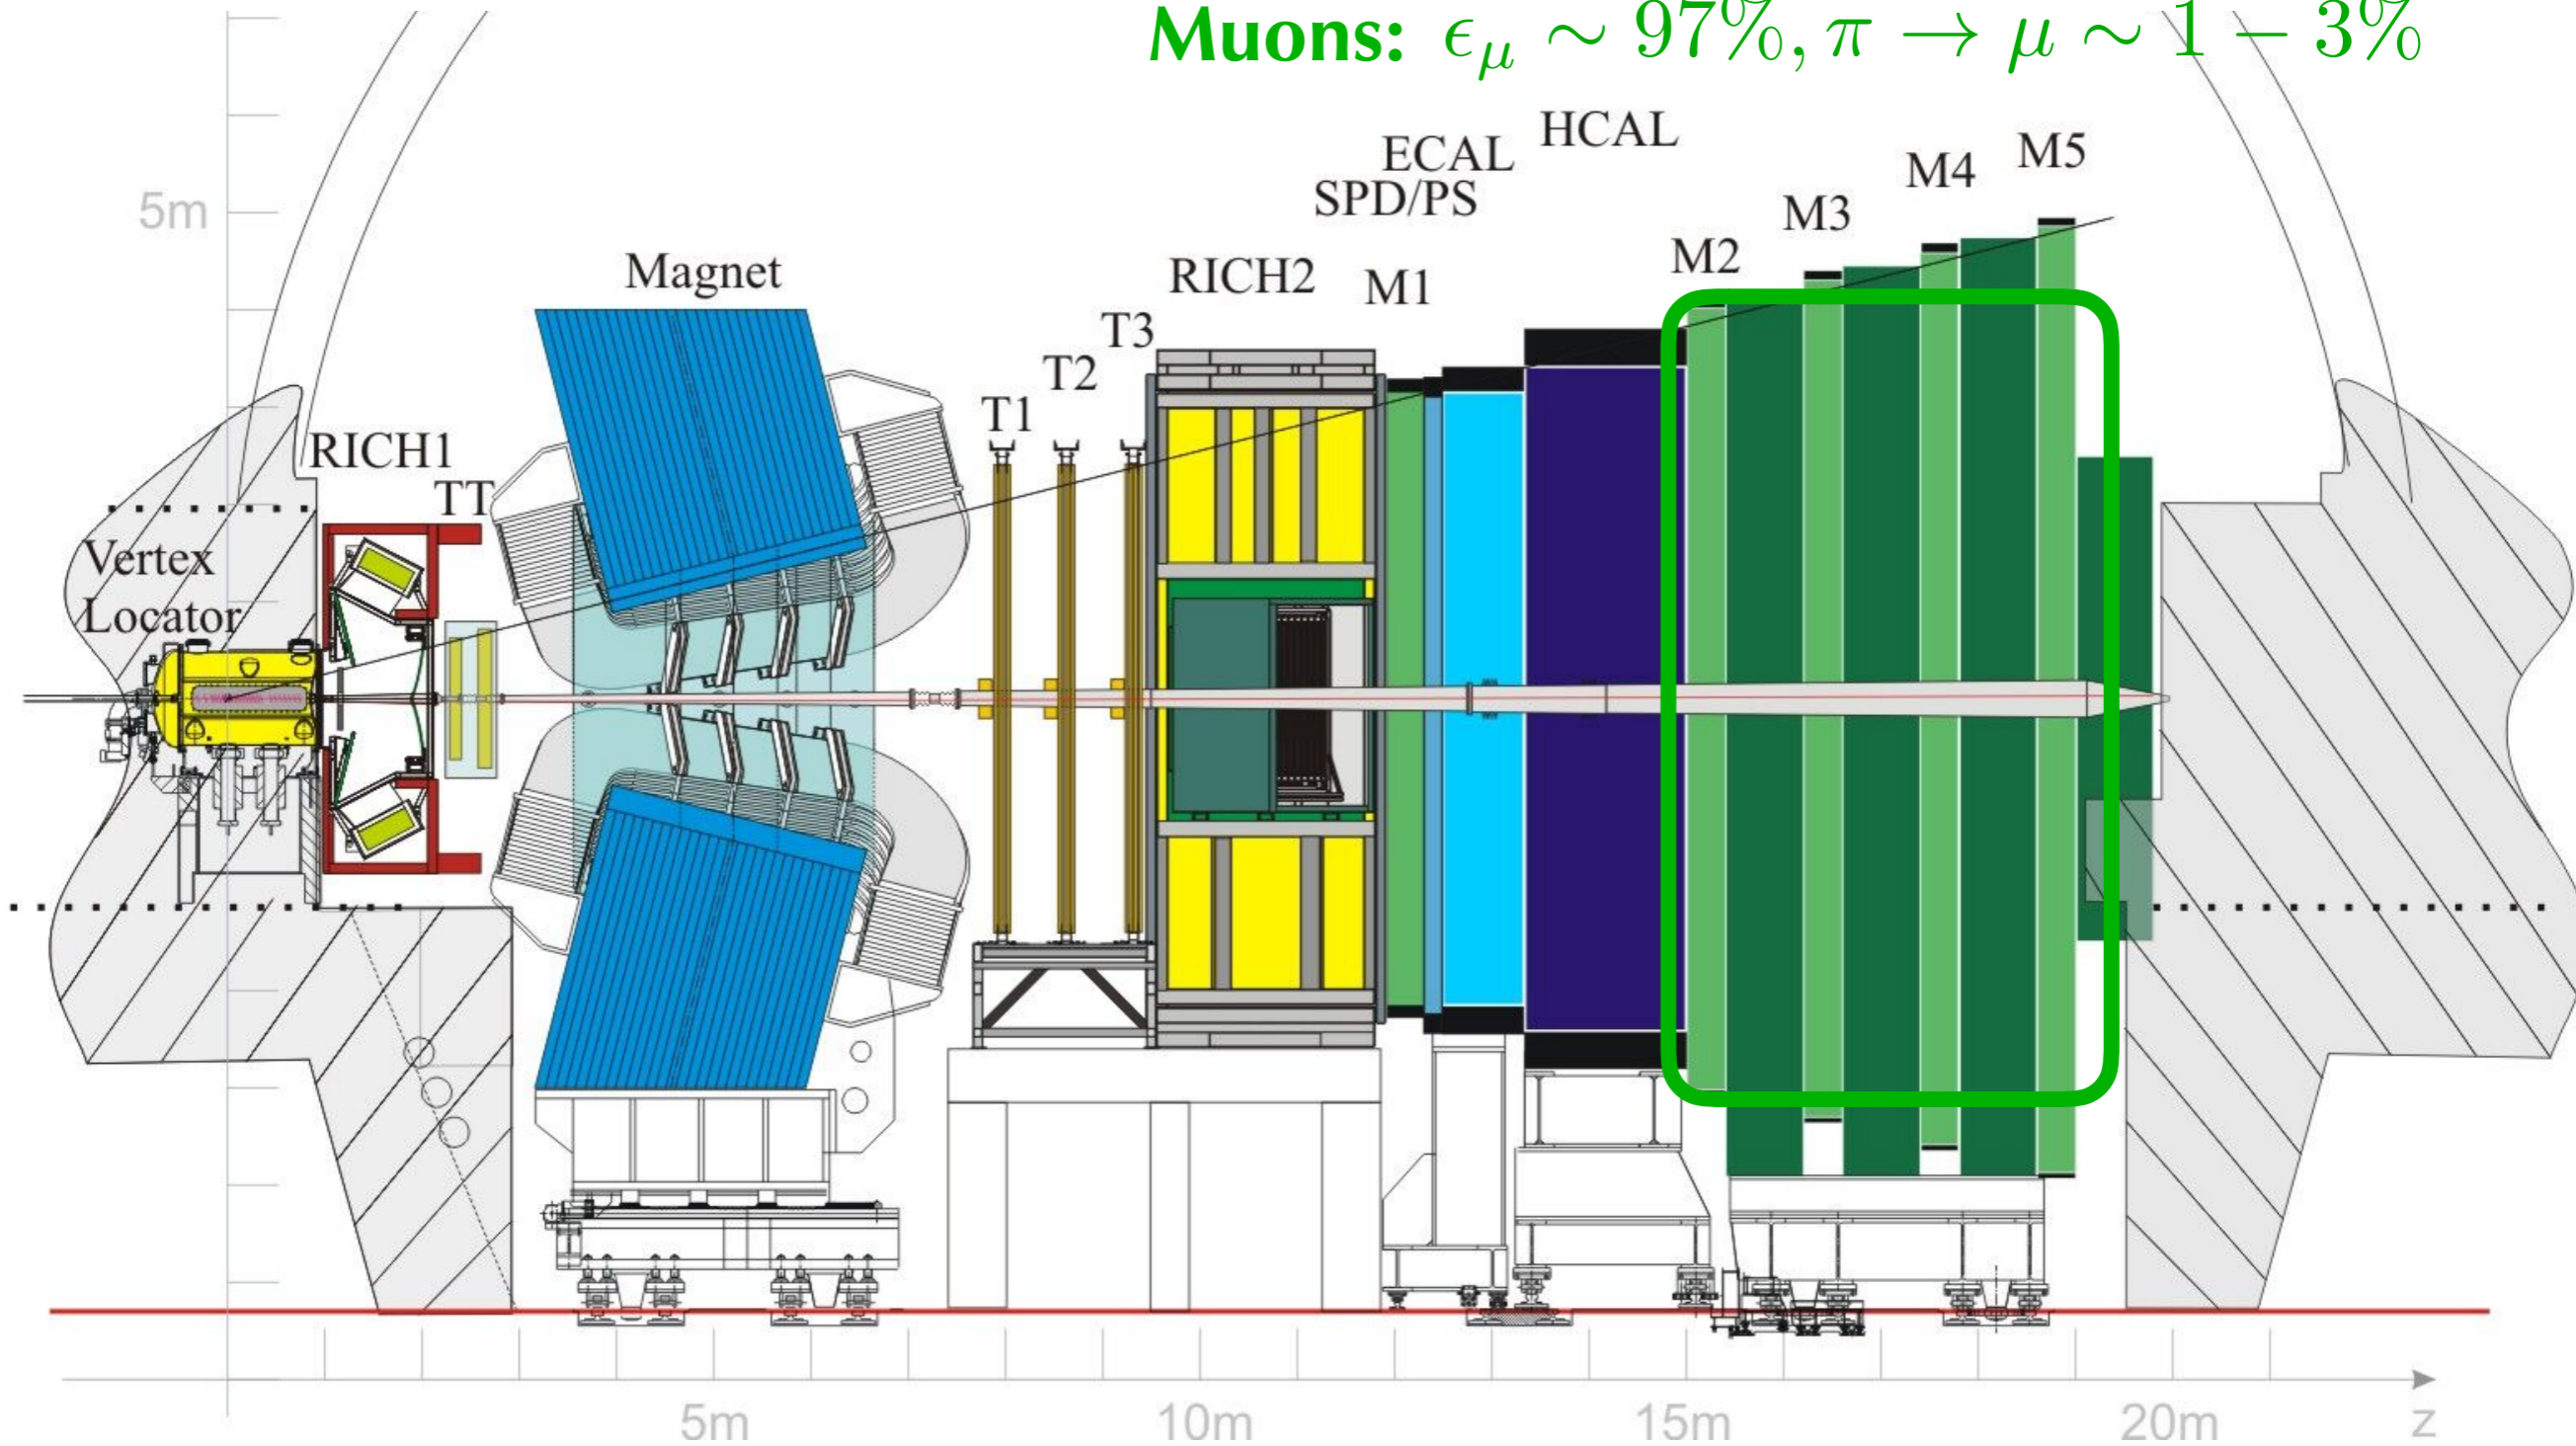 Muons: ϵμ ∼ 97%, π → μ ∼ 1 − 3%
HCAL
ECAL
SPD/PS
M5
M4
M3
M2
5m
Magnet
RICH2
M1
T3
T2
T1
RICH1
TT
Vertex
Locator
5m
10m
15m
20m
z